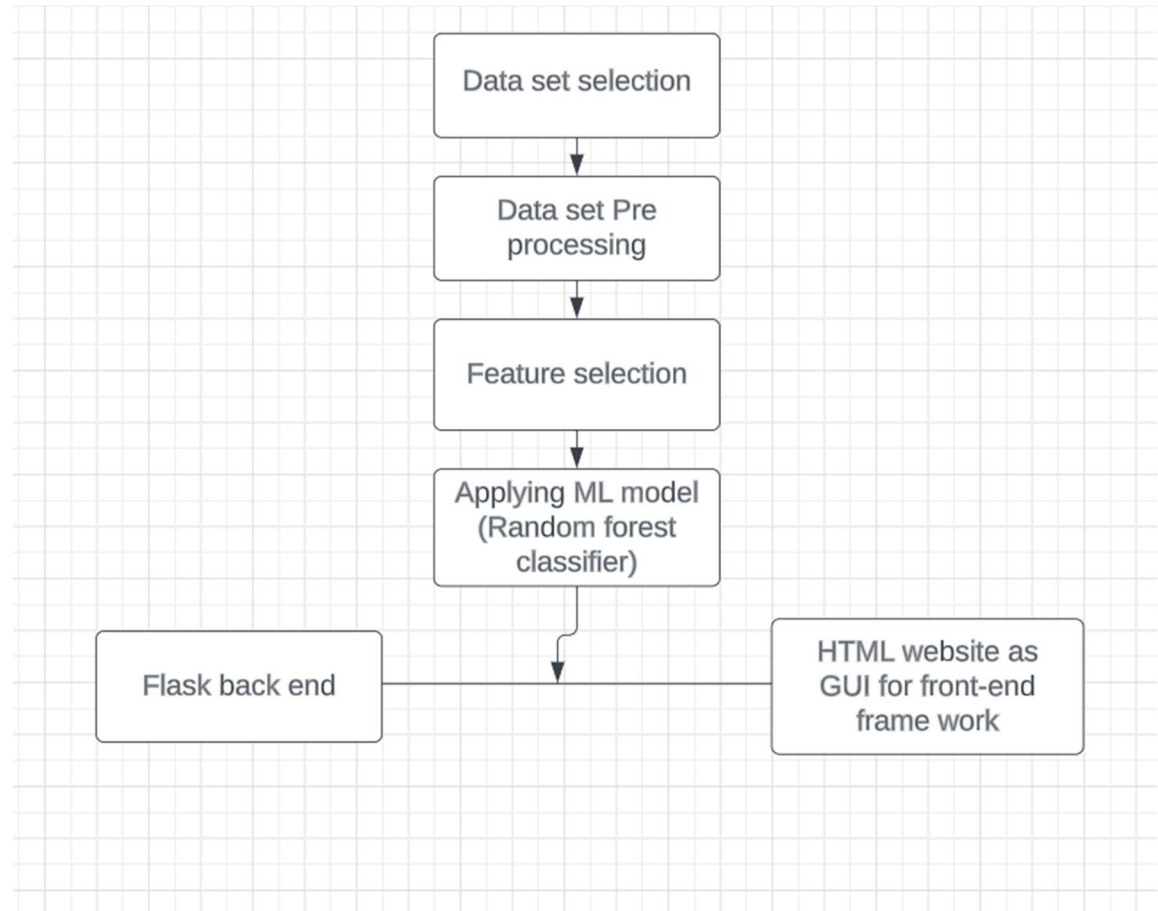 Data set selection
Data set Pre
processing
Feature selection
Applying ML model
(Random forest
classifier)
Flask back end
HTML website as
GUI for front-end
frame work